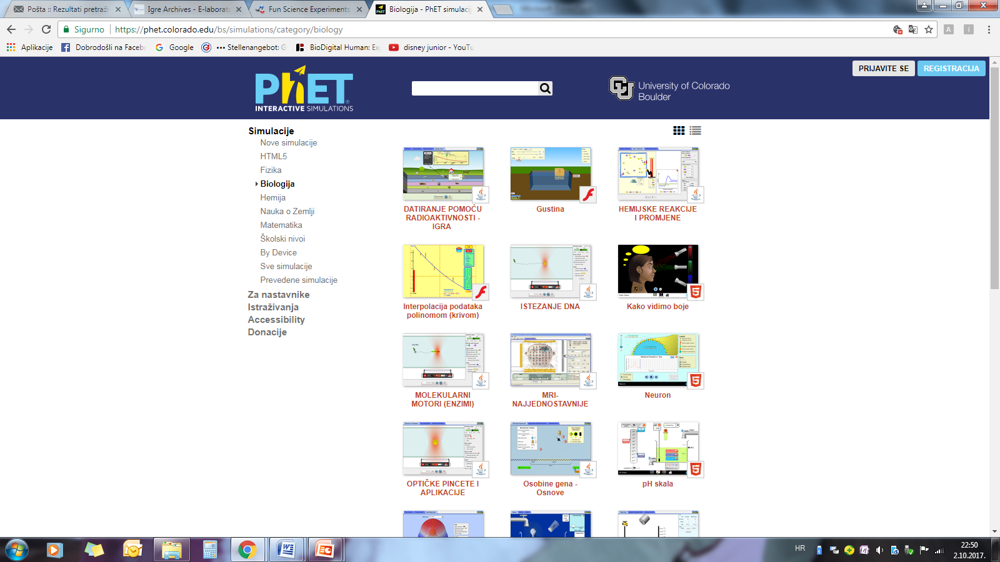 Pošta :: Rezultati pretraži
Igre Archives - E-laborato
Fun Science Experiments
Biologija - PhET simulacij
Sigurno
https://phet.colorado.edu/bs/simulations/category/biology
Aplikacije
Dobrodošli na Facebo
Google
••• Stellenangebot: G
BioDigital Human: Ex
disney junior - YouTu
PRIJAVITE SE
REGISTRACIJA
PhET
INTERACTIVE SIMULATIONS
University of Colorado
Boulder
Simulacije
Nove simulacije
HTML5
Fizika
Biologija
Hemija
Nauka o Zemlji
Matematika
Školski nivoi
By Device
Sve simulacije
Prevedene simulacije
Za nastavnike
Istraživanja
Accessibility
Donacije
DATIRANJE POMOĆU
RADIOAKTIVNOSTI -
IGRA
Gustina
HEMIJSKE REAKCIJE
I PROMJENE
Interpolacija podataka
polinomom (krivom)
ISTEZANJE DNA
Kako vidimo boje
MOLEKULARNI
MOTORI (ENZIMI)
MRI-
NAJJEDNOSTAVNIJE
Neuron
OPTIČKE PINCETE I
APLIKACIJE
Osobine gena -
Osnove
pH skala
HR
22:50
2.10.2017.